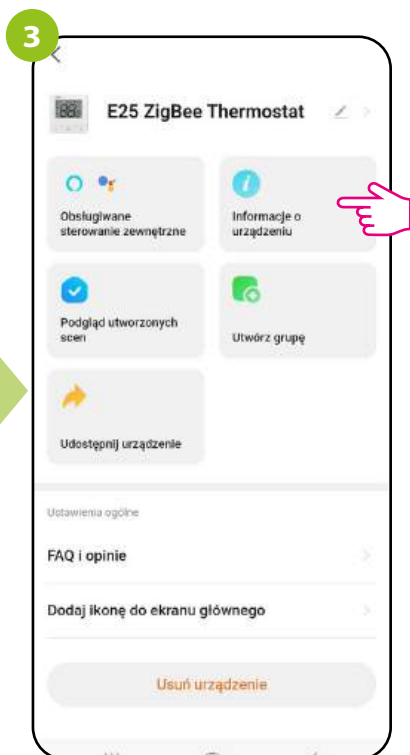 3
E25 ZigBee Thermostat
Obsługiwane
sterowanie zewnętrzne
Informacje o
urządzeniu
Podgląd utworzonych
scen
Utwórz grupę
Udostępnij urządzenie
Ustawienia ogólne
FAQ i opinie
Dodaj ikonę do ekranu głównego
Usuń urządzenie